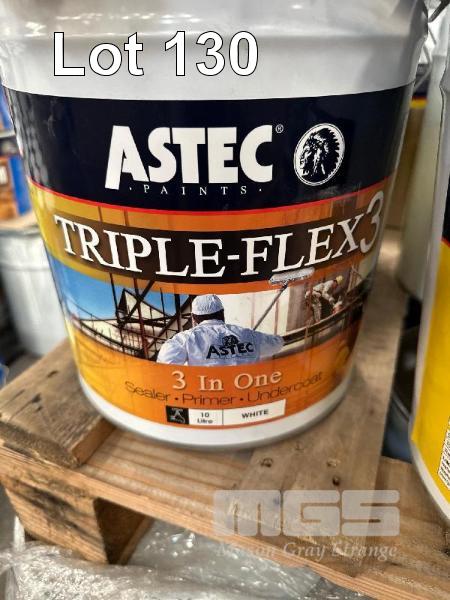 Lot 130
ASTEC®
· PAINTS ·
TRIPLE-FLEX3
ASTEC
3 In One
Sealer • Primer • Undercoat
10 Litre
WHITE
MGS
Mason Gray Strange